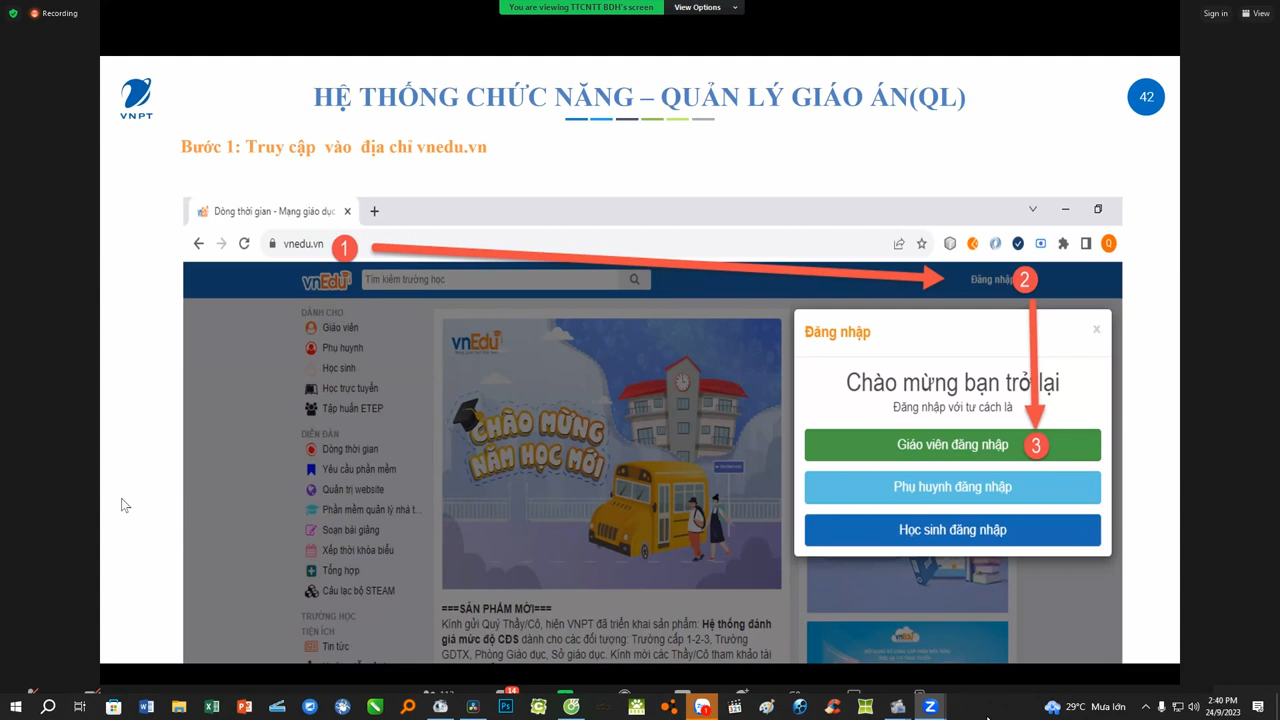 Recording
You are viewing TTCNTT BDH's screen
View Options
Sign in
View
VNPT
HỆ THỐNG CHỨC NĂNG – QUẢN LÝ GIÁO ÁN(QL)
42
Bước 1: Truy cập vào địa chỉ vnedu.vn
Dòng thời gian - Mạng giáo dục
vnedu.vn
1
Q
vnEdu
Tìm kiếm trường học
Đăng nhập
2
DÀNH CHO
Giáo viên
Phụ huynh
Học sinh
Học trực tuyến
Tập huấn ETEP
DIỄN ĐÀN
Dòng thời gian
Yêu cầu phần mềm
Quản trị website
Phần mềm quản lý nhà t...
Soạn bài giảng
Xếp thời khóa biểu
Tổng hợp
Câu lạc bộ STEAM
TRƯỜNG HỌC
TIỆN ÍCH
Tin tức
vnEdu
CHÀO MỪNG
NĂM HỌC MỚI
===SẢN PHẨM MỚI===
Kính gửi Quý Thầy/Cô, hiện VNPT đã triển khai sản phẩm: Hệ thống đánh
giá mức độ CĐS dành cho các đối tượng: Trường cấp 1-2-3, Trường
GDTX, Phòng Giáo dục, Sở giáo dục. Kính mời các Thầy/Cô tham khảo tài
Đăng nhập
×
Chào mừng bạn trở lại
Đăng nhập với tư cách là
Giáo viên đăng nhập
3
Phụ huynh đăng nhập
Học sinh đăng nhập
vnEdu
14
29°C Mưa lớn
2:40 PM
24/9/2023